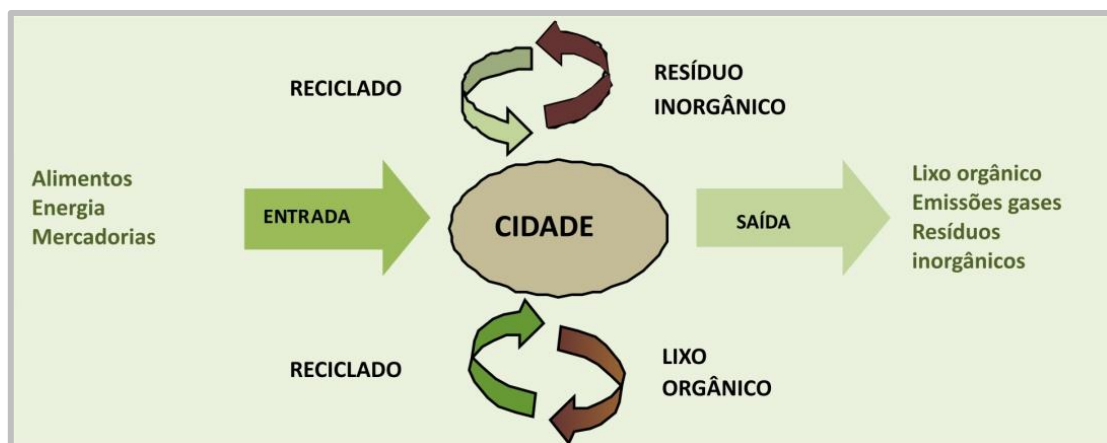 RECICLADO
RESÍDUO
INORGÂNICO
Alimentos
Energia
Mercadorias
ENTRADA
CIDADE
SAÍDA
Lixo orgânico
Emissões gases
Resíduos
inorgânicos
RECICLADO
LIXO
ORGÂNICO